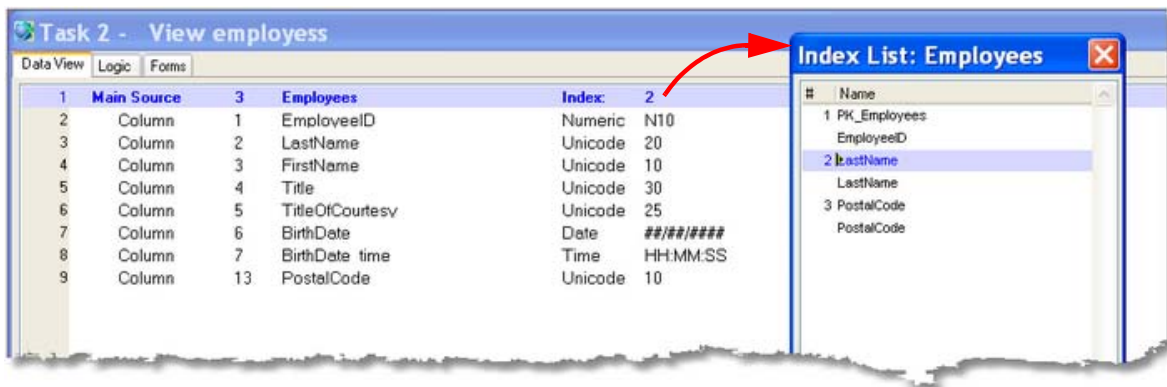 Task 2 - View employess
Data View Logic Forms
1 Main Source 3 Employees Index: 2
2 Column 1 EmployeeID Numeric N10
3 Column 2 LastName Unicode 20
4 Column 3 FirstName Unicode 10
5 Column 4 Title Unicode 30
6 Column 5 TitleOfCourtesy Unicode 25
7 Column 6 BirthDate Date ##/##/####
8 Column 7 BirthDate time Time HH:MM:SS
9 Column 13 PostalCode Unicode 10
Index List: Employees
# Name
1 PK_Employees
EmployeeID
2 LastName
LastName
3 PostalCode
PostalCode